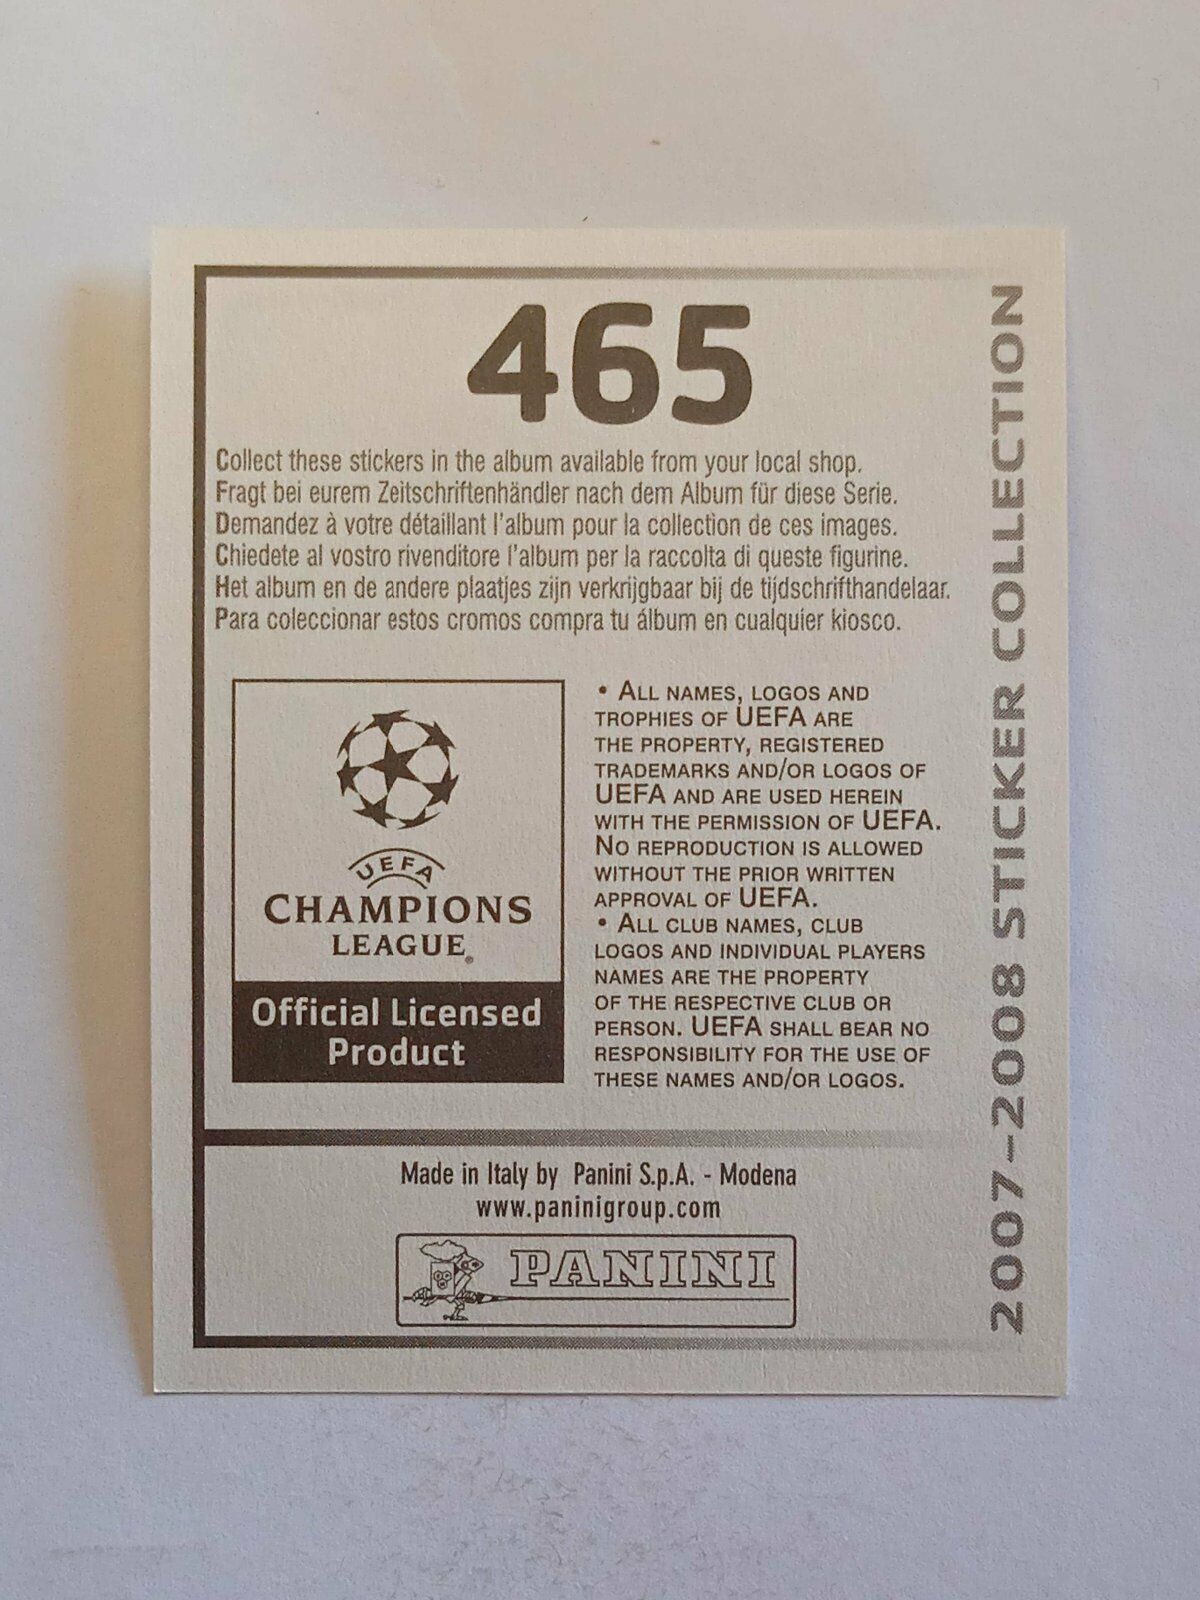 465
Collect these stickers in the album available from your local shop.
Fragt bei eurem Zeitschriftenhändler nach dem Album für diese Serie.
Demandez à votre détaillant l'album pour la collection de ces images.
Chiedete al vostro rivenditore l'album per la raccolta di queste figurine.
Het album en de andere plaatjes zijn verkrijgbaar bij de tijdschrifthandelaar.
Para coleccionar estos cromos compra tu álbum en cualquier kiosco.
UEFA
CHAMPIONS
LEAGUE®
Official Licensed
Product
• ALL NAMES, LOGOS AND
TROPHIES OF UEFA ARE
THE PROPERTY, REGISTERED
TRADEMARKS AND/OR LOGOS OF
UEFA AND ARE USED HEREIN
WITH THE PERMISSION OF UEFA.
NO REPRODUCTION IS ALLOWED
WITHOUT THE PRIOR WRITTEN
APPROVAL OF UEFA.
• ALL CLUB NAMES, CLUB
LOGOS AND INDIVIDUAL PLAYERS
NAMES ARE THE PROPERTY
OF THE RESPECTIVE CLUB OR
PERSON. UEFA SHALL BEAR NO
RESPONSIBILITY FOR THE USE OF
THESE NAMES AND/OR LOGOS.
Made in Italy by Panini S.p.A. - Modena
www.paninigroup.com
PANINI
2007-2008 STICKER COLLECTION